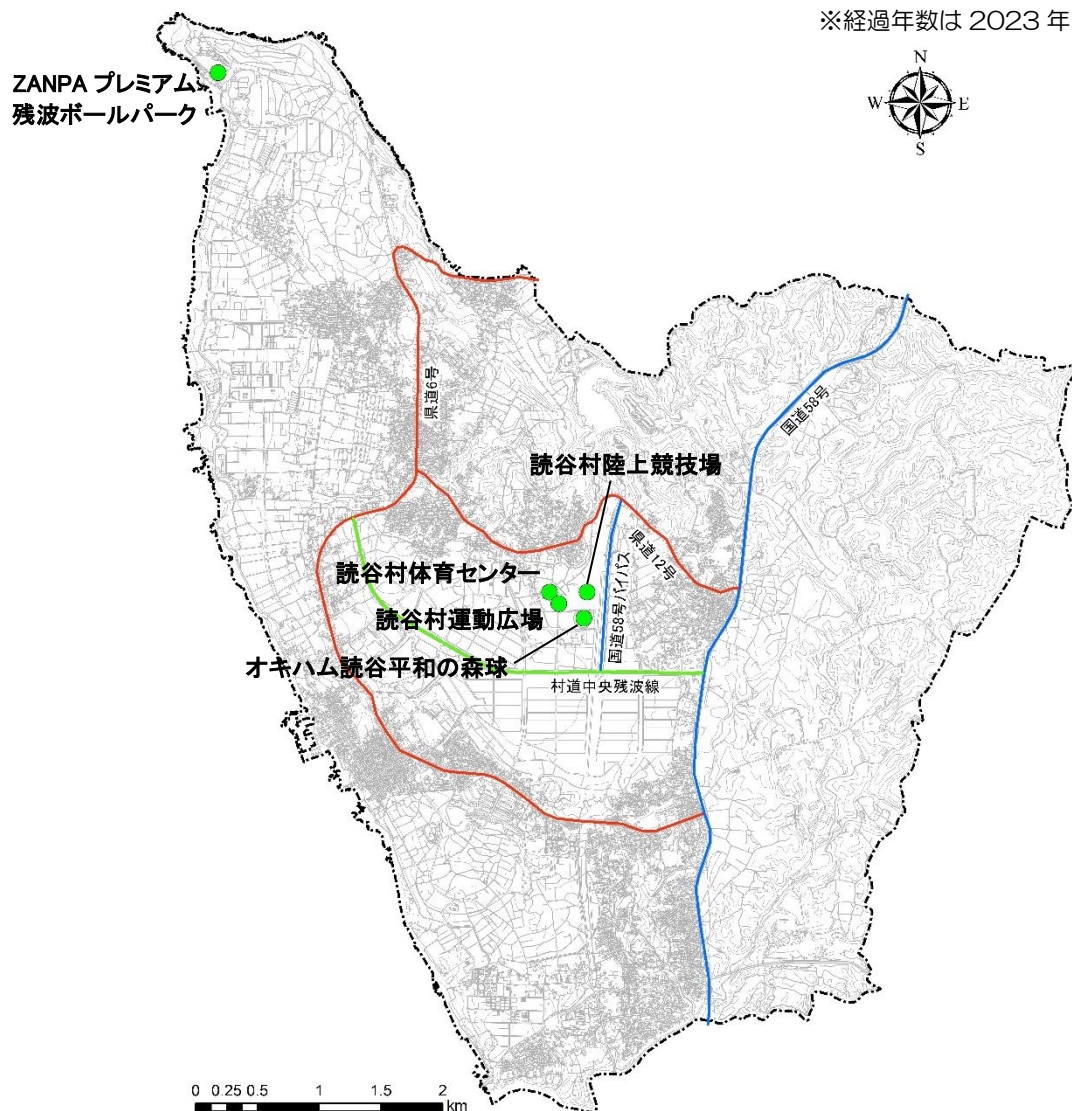 ※経過年数は 2023 年
N
W E
S
ZANPA プレミアム
残波ボールパーク
県道6号
国道58号
読谷村陸上競技場
県道12号
国道58号バイパス
読谷村体育センター
読谷村運動広場
オキハム読谷平和の森球
村道中央残波線
0 0.25 0.5 1 1.5 2
km